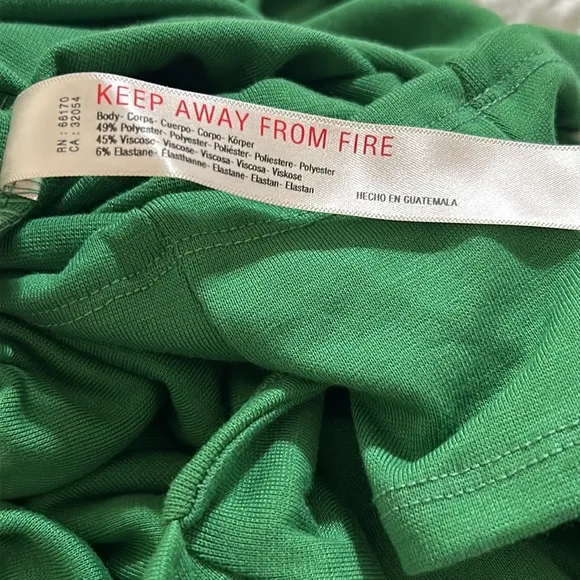 RN : 66170
CA : 32054
KEEP AWAY FROM FIRE
Body- Corps- Cuerpo- Corpo- Körper
49% Polyester- Polyester- Poliéster- Poliestere- Polyester
45% Viscose- Viscose- Viscosa- Viscosa- Viskose
6% Elastane- Élasthanne- Elastane- Elastan- Elastan
HECHO EN GUATEMALA